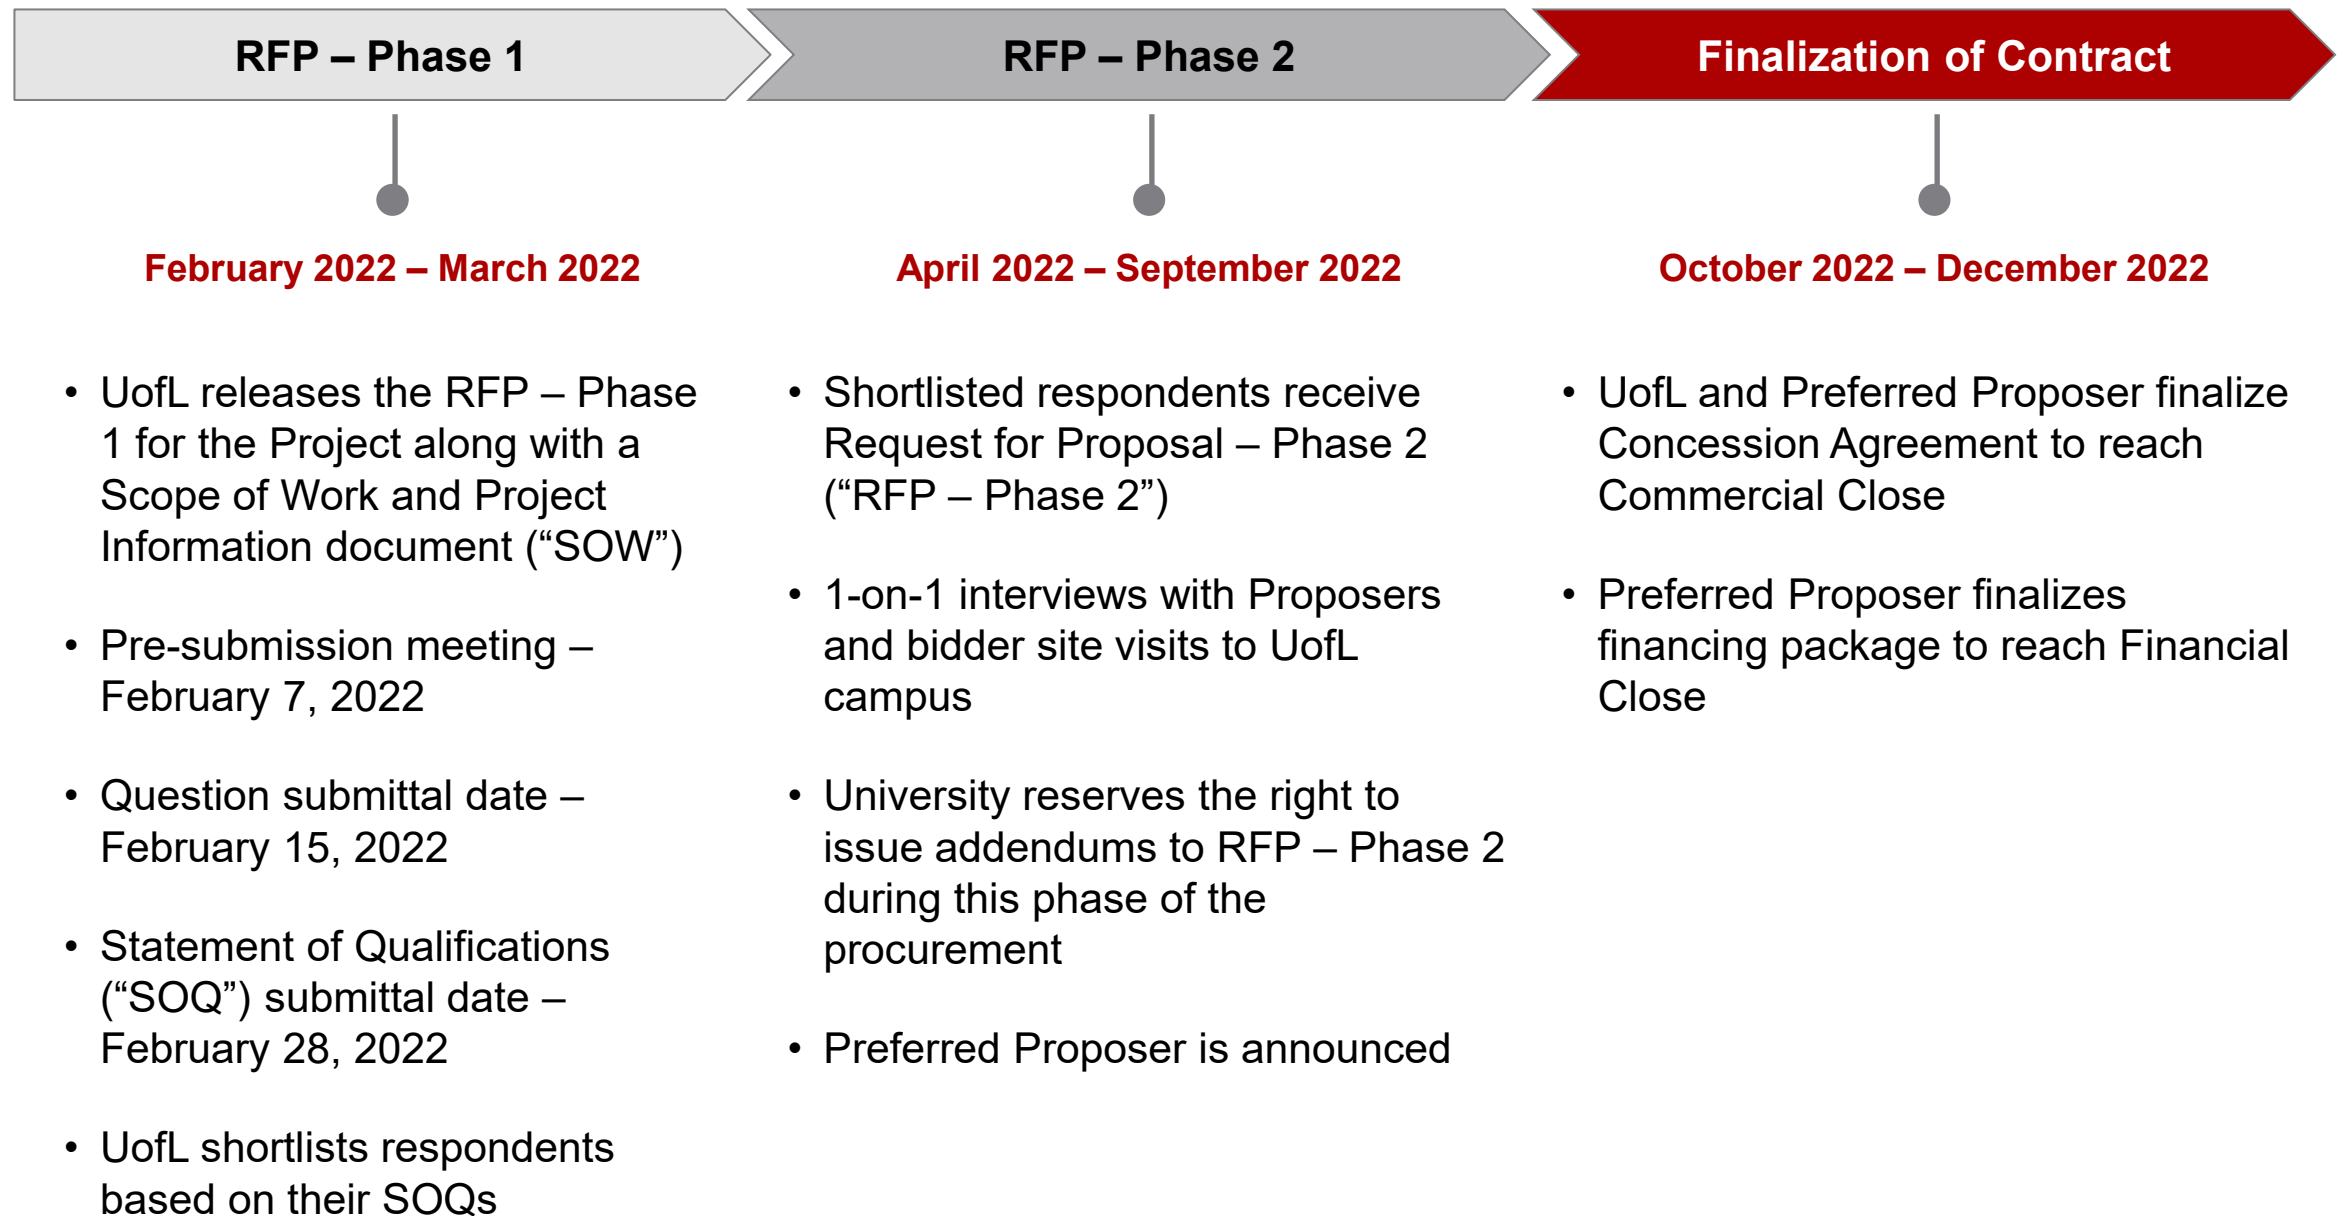 RFP – Phase 1
RFP – Phase 2
Finalization of Contract
February 2022 – March 2022
April 2022 – September 2022
October 2022 – December 2022
• UofL releases the RFP – Phase
1 for the Project along with a
Scope of Work and Project
Information document (“SOW”)
• Pre-submission meeting –
February 7, 2022
• Question submittal date –
February 15, 2022
• Statement of Qualifications
(“SOQ”) submittal date –
February 28, 2022
• UofL shortlists respondents
based on their SOQs
• Shortlisted respondents receive
Request for Proposal – Phase 2
(“RFP – Phase 2”)
• 1-on-1 interviews with Proposers
and bidder site visits to UofL
campus
• University reserves the right to
issue addendums to RFP – Phase 2
during this phase of the
procurement
• Preferred Proposer is announced
• UofL and Preferred Proposer finalize
Concession Agreement to reach
Commercial Close
• Preferred Proposer finalizes
financing package to reach Financial
Close